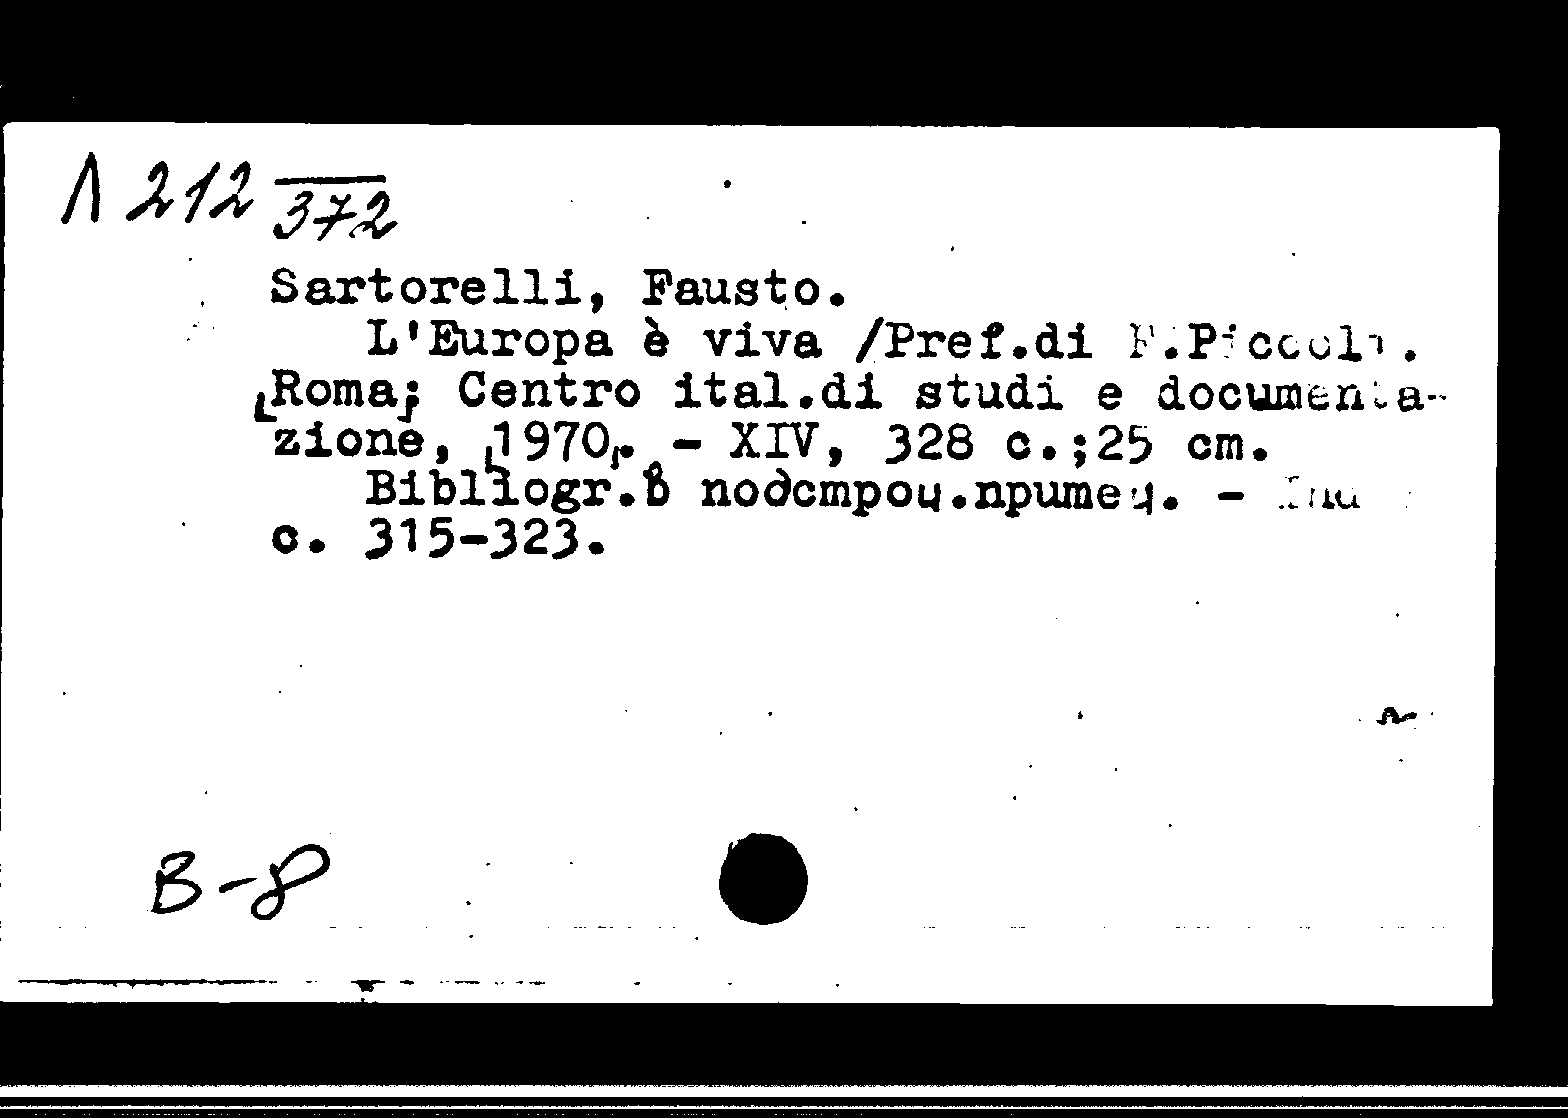 Л 212 372
Sartorelli, Fausto.
L'Europa è viva /Pref.di F.Piccoli.
[Roma]; Centro ital.di studi e documenta-
zione, [1970]. - XIV, 328 c.;25 cm.
Bibliogr.в подстроч.примеч. -
c. 315-323.
В-8